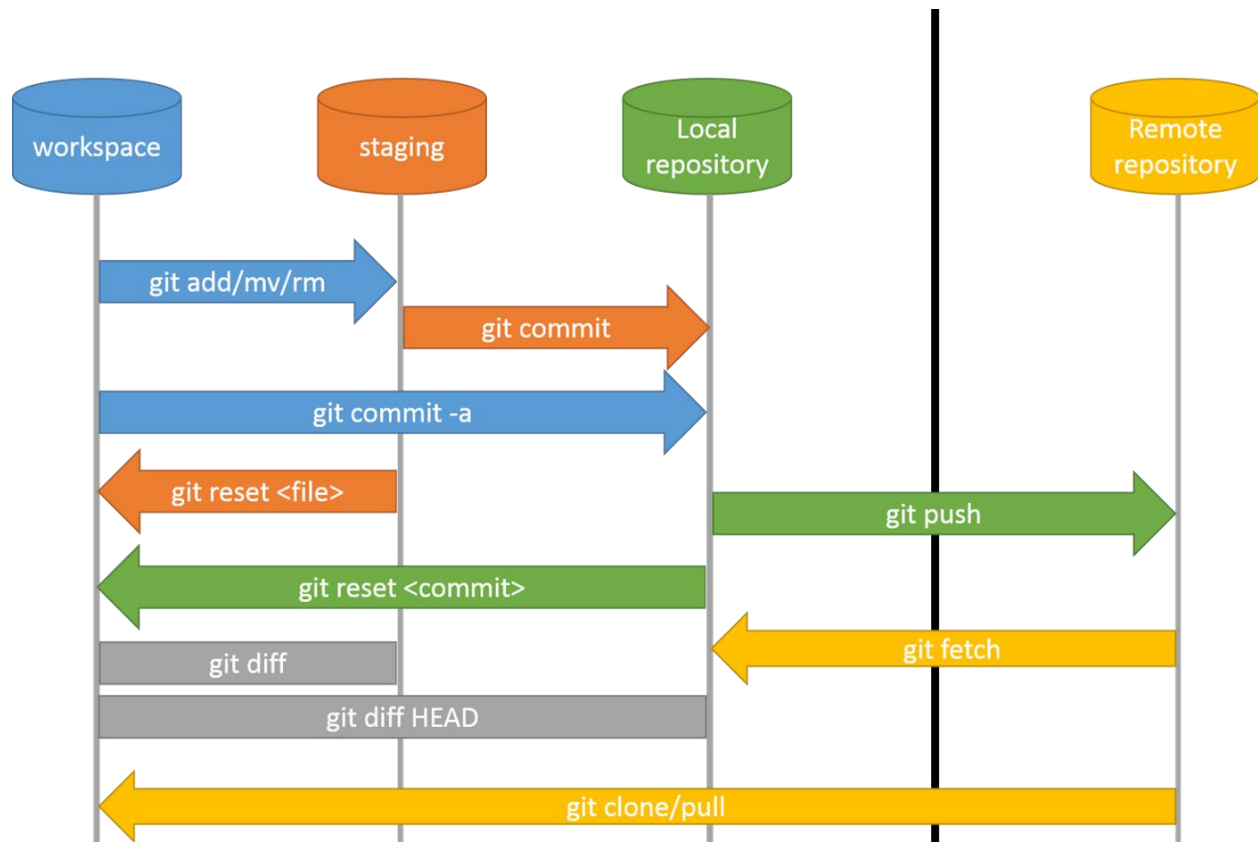 workspace
staging
Local
repository
Remote
repository
git add/mv/rm
git commit
git commit -a
git reset <file>
git push
git reset <commit>
git fetch
git diff
git diff HEAD
git clone/pull